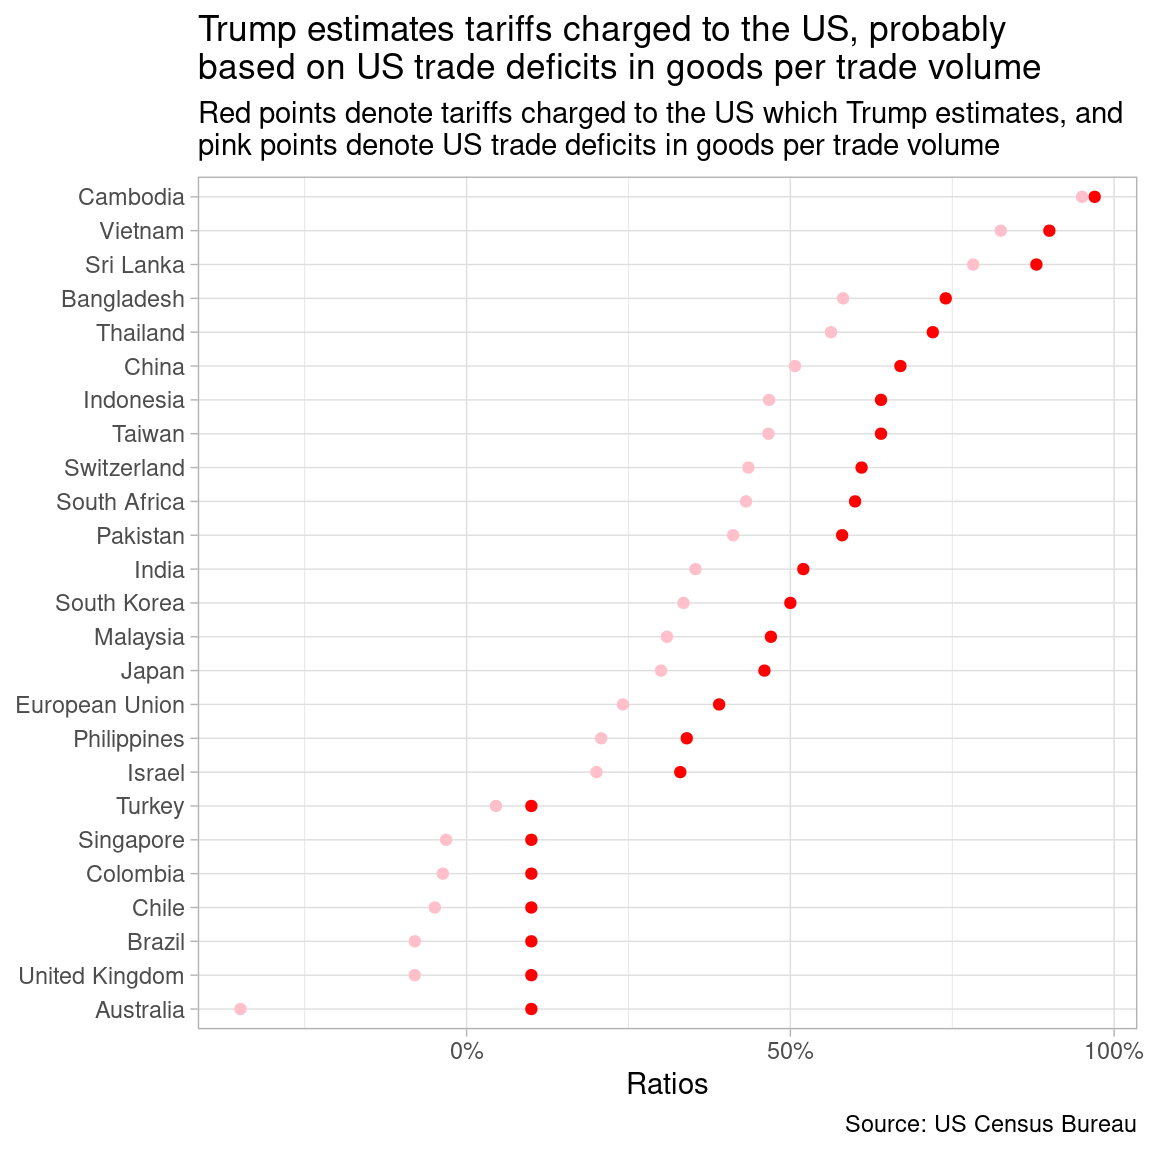 Trump estimates tariffs charged to the US, probably
based on US trade deficits in goods per trade volume
Red points denote tariffs charged to the US which Trump estimates, and
pink points denote US trade deficits in goods per trade volume
Cambodia
Vietnam
Sri Lanka
Bangladesh
Thailand
China
Indonesia
Taiwan
Switzerland
South Africa
Pakistan
India
South Korea
Malaysia
Japan
European Union
Philippines
Israel
Turkey
Singapore
Colombia
Chile
Brazil
United Kingdom
Australia
0% 50% 100%
Ratios
Source: US Census Bureau